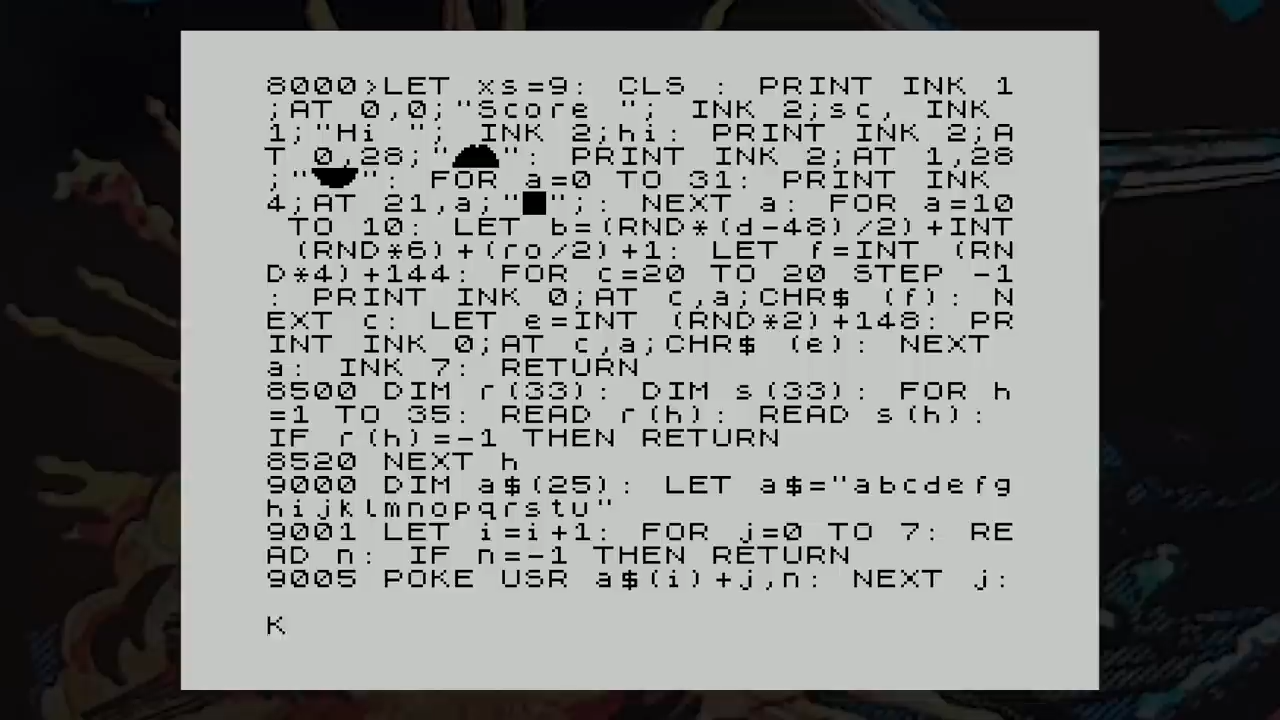 8000>LET xs=9: CLS : PRINT INK 1
;AT 0,0;"Score "; INK 2;sc, INK
1;"Hi "; INK 2;hi: PRINT INK 2;A
T 0,28;"  ": PRINT INK 2;AT 1,28
;"  ": FOR a=0 TO 31: PRINT INK
4;AT 21,a;"█";: NEXT a: FOR a=10
 TO 10: LET b=(RND*(d-48)/2)+INT
 (RND*6)+(ro/2)+1: LET f=INT (RN
D*4)+144: FOR c=20 TO 20 STEP -1
: PRINT INK 0;AT c,a;CHR$ (f): N
EXT c: LET e=INT (RND*2)+148: PR
INT INK 0;AT c,a;CHR$ (e): NEXT
a: INK 7: RETURN
8500 DIM r(33): DIM s(33): FOR h
=1 TO 35: READ r(h): READ s(h):
IF r(h)=-1 THEN RETURN
8520 NEXT h
9000 DIM a$(25): LET a$="abcdefg
hijklmnopqrstu"
9001 LET i=i+1: FOR j=0 TO 7: RE
AD n: IF n=-1 THEN RETURN
9005 POKE USR a$(i)+j,n: NEXT j:
K